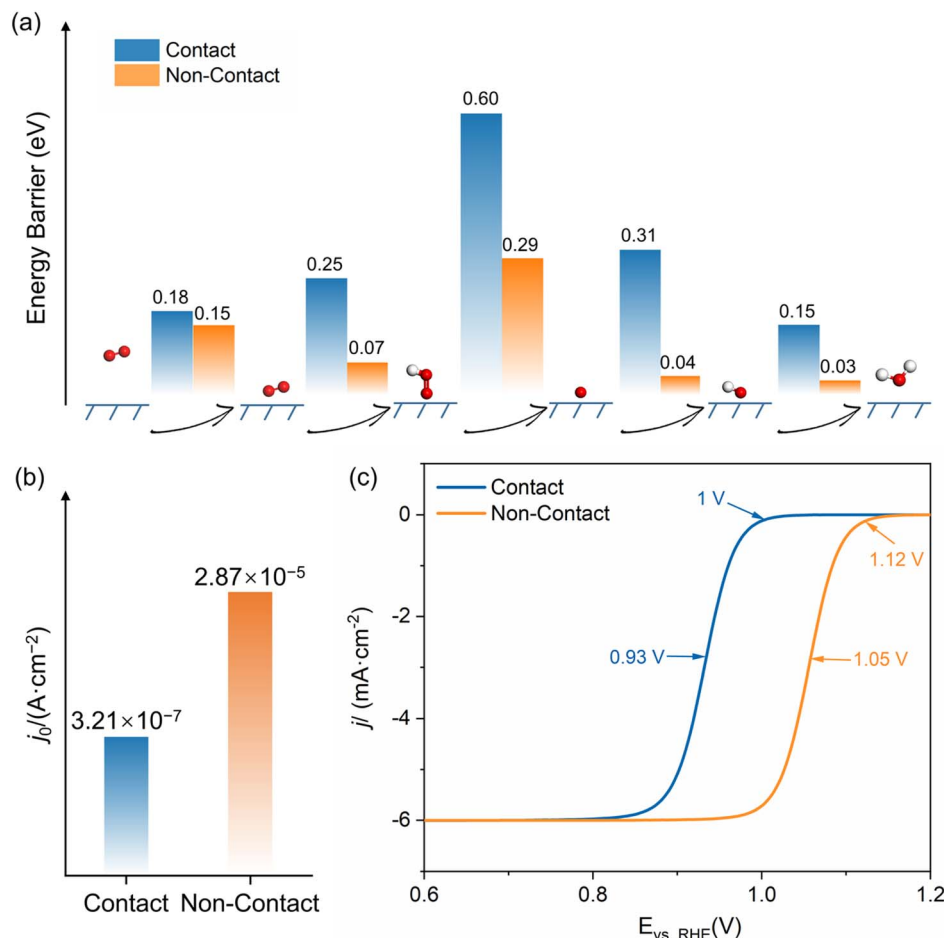 (a)
Energy Barrier (eV)
Contact
Non-Contact
0.18
0.15
0.25
0.07
0.60
0.29
0.31
0.04
0.15
0.03
(b)
j₀/(A·cm⁻²)
3.21×10⁻⁷
2.87×10⁻⁵
Contact Non-Contact
(c)
Contact
Non-Contact
1 V
1.12 V
0.93 V
1.05 V
j/ (mA·cm⁻²)
0
-2
-4
-6
0.6 0.8 1.0 1.2
E vs. RHE(V)